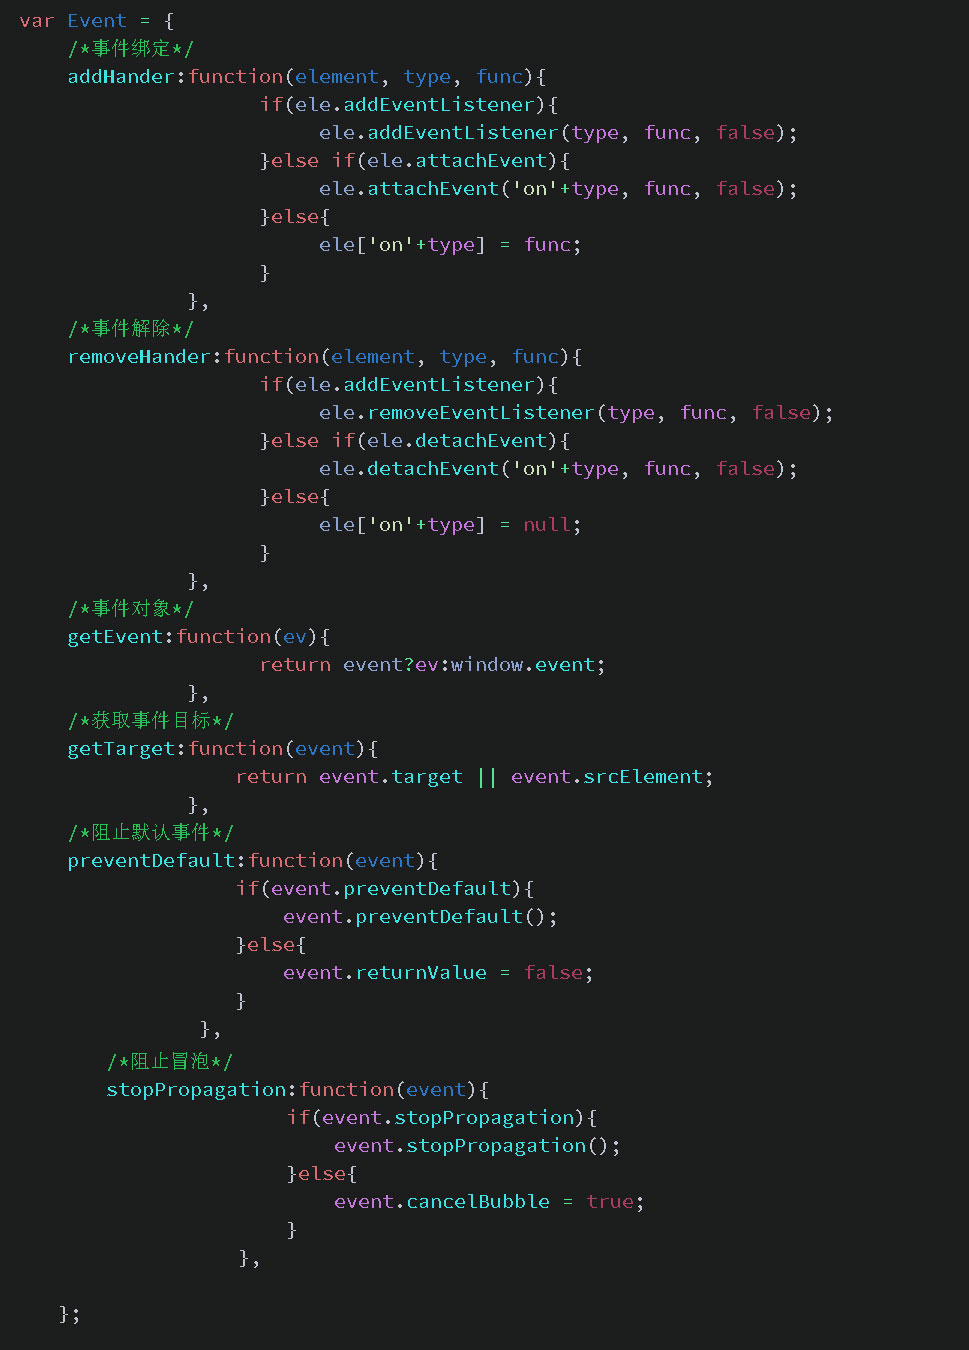 var Event = {
/*事件绑定*/
addHander:function(element, type, func){
if(ele.addEventListener){
ele.addEventListener(type, func, false);
}else if(ele.attachEvent){
ele.attachEvent('on'+type, func, false);
}else{
ele['on'+type] = func;
}
},
/*事件解除*/
removeHander:function(element, type, func){
if(ele.addEventListener){
ele.removeEventListener(type, func, false);
}else if(ele.detachEvent){
ele.detachEvent('on'+type, func, false);
}else{
ele['on'+type] = null;
}
},
/*事件对象*/
getEvent:function(ev){
return event?ev:window.event;
},
/*获取事件目标*/
getTarget:function(event){
return event.target || event.srcElement;
},
/*阻止默认事件*/
preventDefault:function(event){
if(event.preventDefault){
event.preventDefault();
}else{
event.returnValue = false;
}
},
/*阻止冒泡*/
stopPropagation:function(event){
if(event.stopPropagation){
event.stopPropagation();
}else{
event.cancelBubble = true;
}
},
};